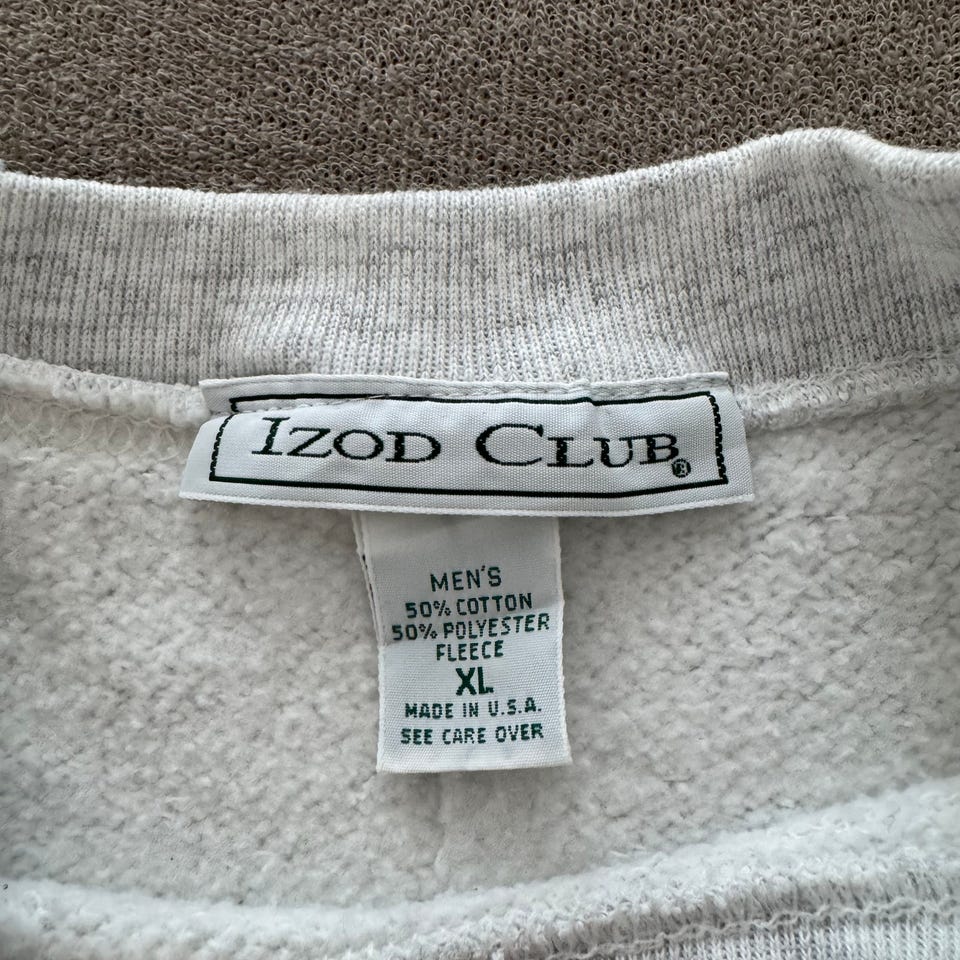 IZOD CLUB®
MEN'S
50% COTTON
50% POLYESTER
FLEECE
XL
MADE IN U.S.A.
SEE CARE OVER